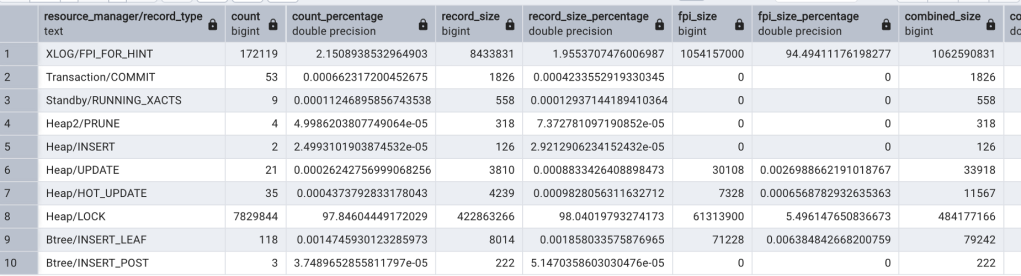 resource_manager/record_type text count bigint count_percentage double precision record_size bigint record_size_percentage double precision fpi_size bigint fpi_size_percentage double precision combined_size bigint co do
1 XLOG/FPI_FOR_HINT 172119 2.1508938532964903 8433831 1.9553707476006987 1054157000 94.49411176198277 1062590831
2 Transaction/COMMIT 53 0.000662317200452675 1826 0.0004233552919330345 0 0 1826
3 Standby/RUNNING_XACTS 9 0.00011246895856743538 558 0.00012937144189410364 0 0 558
4 Heap2/PRUNE 4 4.9986203807749064e-05 318 7.372781097190852e-05 0 0 318
5 Heap/INSERT 2 2.4993101903874532e-05 126 2.9212906234152432e-05 0 0 126
6 Heap/UPDATE 21 0.00026242756999068256 3810 0.0008833426408898473 30108 0.0026988662191018767 33918
7 Heap/HOT_UPDATE 35 0.0004373792833178043 4239 0.0009828056311632712 7328 0.0006568782932635363 11567
8 Heap/LOCK 7829844 97.84604449172029 422863266 98.04019793274173 61313900 5.496147650836673 484177166
9 Btree/INSERT_LEAF 118 0.0014745930123285973 8014 0.001858033575876965 71228 0.006384842668200759 79242
10 Btree/INSERT_POST 3 3.7489652855811797e-05 222 5.1470358603030476e-05 0 0 222